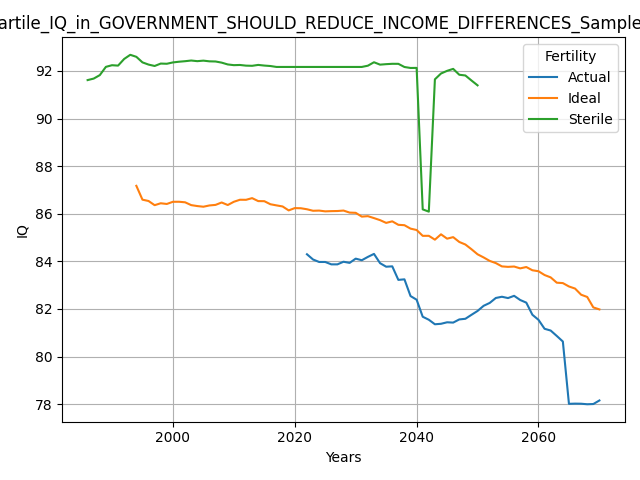 artile_IQ_in_GOVERNMENT_SHOULD_REDUCE_INCOME_DIFFERENCES_Sample
Fertility
Actual
Ideal
Sterile
IQ
92
90
88
86
84
82
80
78
2000
2020
2040
2060
Years